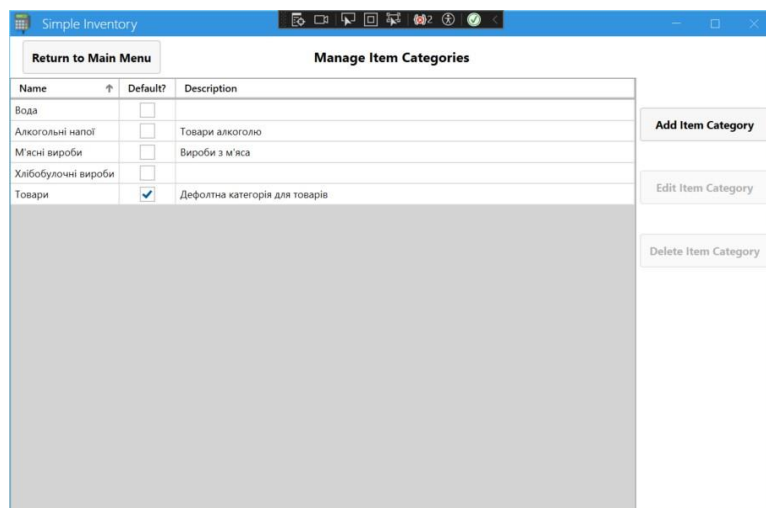 Simple Inventory
2
Return to Main Menu
Manage Item Categories
Name Default? Description
Вода
Алкогольні напої Товари алкоголю
М'ясні вироби Вироби з м'яса
Хлібобулочні вироби
Товари Дефолтна категорія для товарів
Add Item Category
Edit Item Category
Delete Item Category